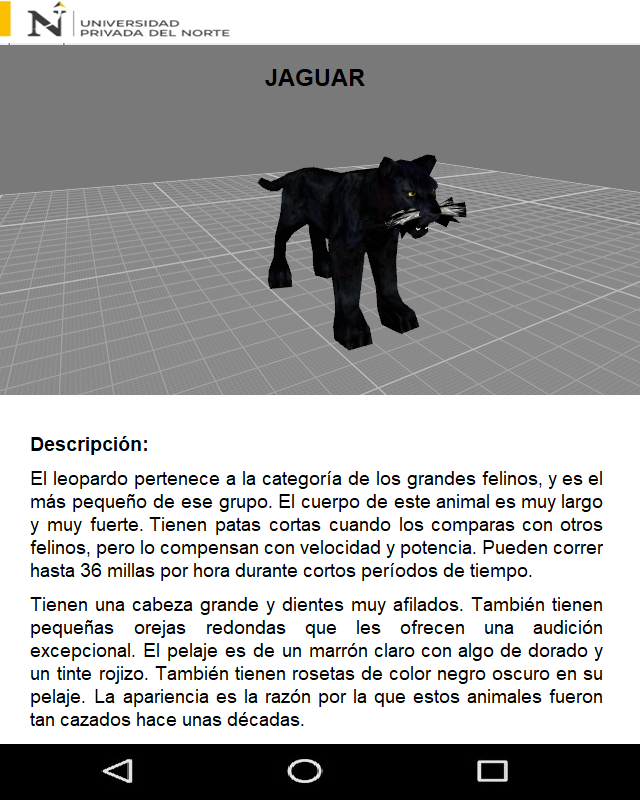 UNIVERSIDAD
PRIVADA DEL NORTE
JAGUAR
Descripción:
El leopardo pertenece a la categoría de los grandes felinos, y es el
más pequeño de ese grupo. El cuerpo de este animal es muy largo
y muy fuerte. Tienen patas cortas cuando los comparas con otros
felinos, pero lo compensan con velocidad y potencia. Pueden correr
hasta 36 millas por hora durante cortos períodos de tiempo.
Tienen una cabeza grande y dientes muy afilados. También tienen
pequeñas orejas redondas que les ofrecen una audición
excepcional. El pelaje es de un marrón claro con algo de dorado y
un tinte rojizo. También tienen rosetas de color negro oscuro en su
pelaje. La apariencia es la razón por la que estos animales fueron
tan cazados hace unas décadas.